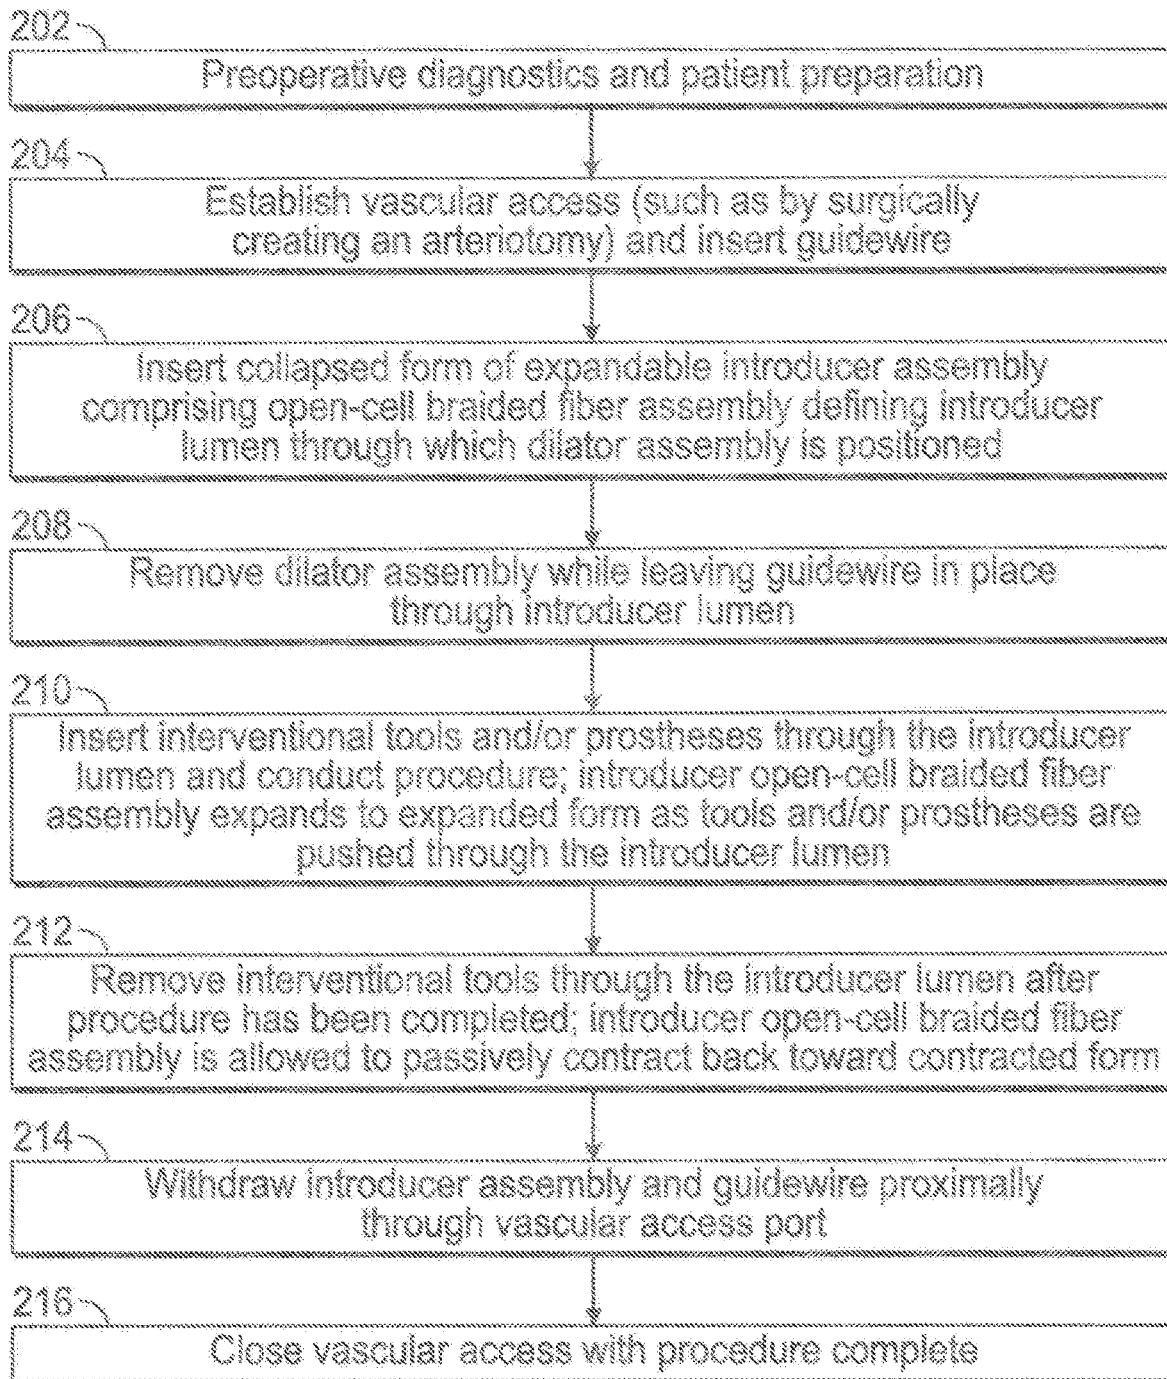 202
Preoperative diagnostics and patient preparation
204
Establish vascular access (such as by surgically
creating an arteriotomy) and insert guidewire
206
Insert collapsed form of expandable introducer assembly
comprising open-cell braided fiber assembly defining introducer
lumen through which dilator assembly is positioned
208
Remove dilator assembly while leaving guidewire in place
through introducer lumen
210
Insert interventional tools and/or prostheses through the introducer
lumen and conduct procedure; introducer open-cell braided fiber
assembly expands to expanded form as tools and/or prostheses are
pushed through the introducer lumen
212
Remove interventional tools through the introducer lumen after
procedure has been completed; introducer open-cell braided fiber
assembly is allowed to passively contract back toward contracted form
214
Withdraw introducer assembly and guidewire proximally
through vascular access port
216
Close vascular access with procedure complete